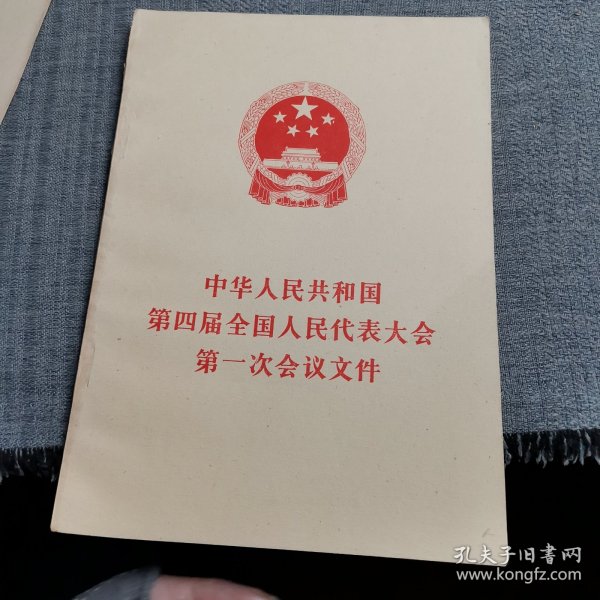 中华人民共和国
第四届全国人民代表大会
第一次会议文件
孔夫子旧書网
www.kongfz.com